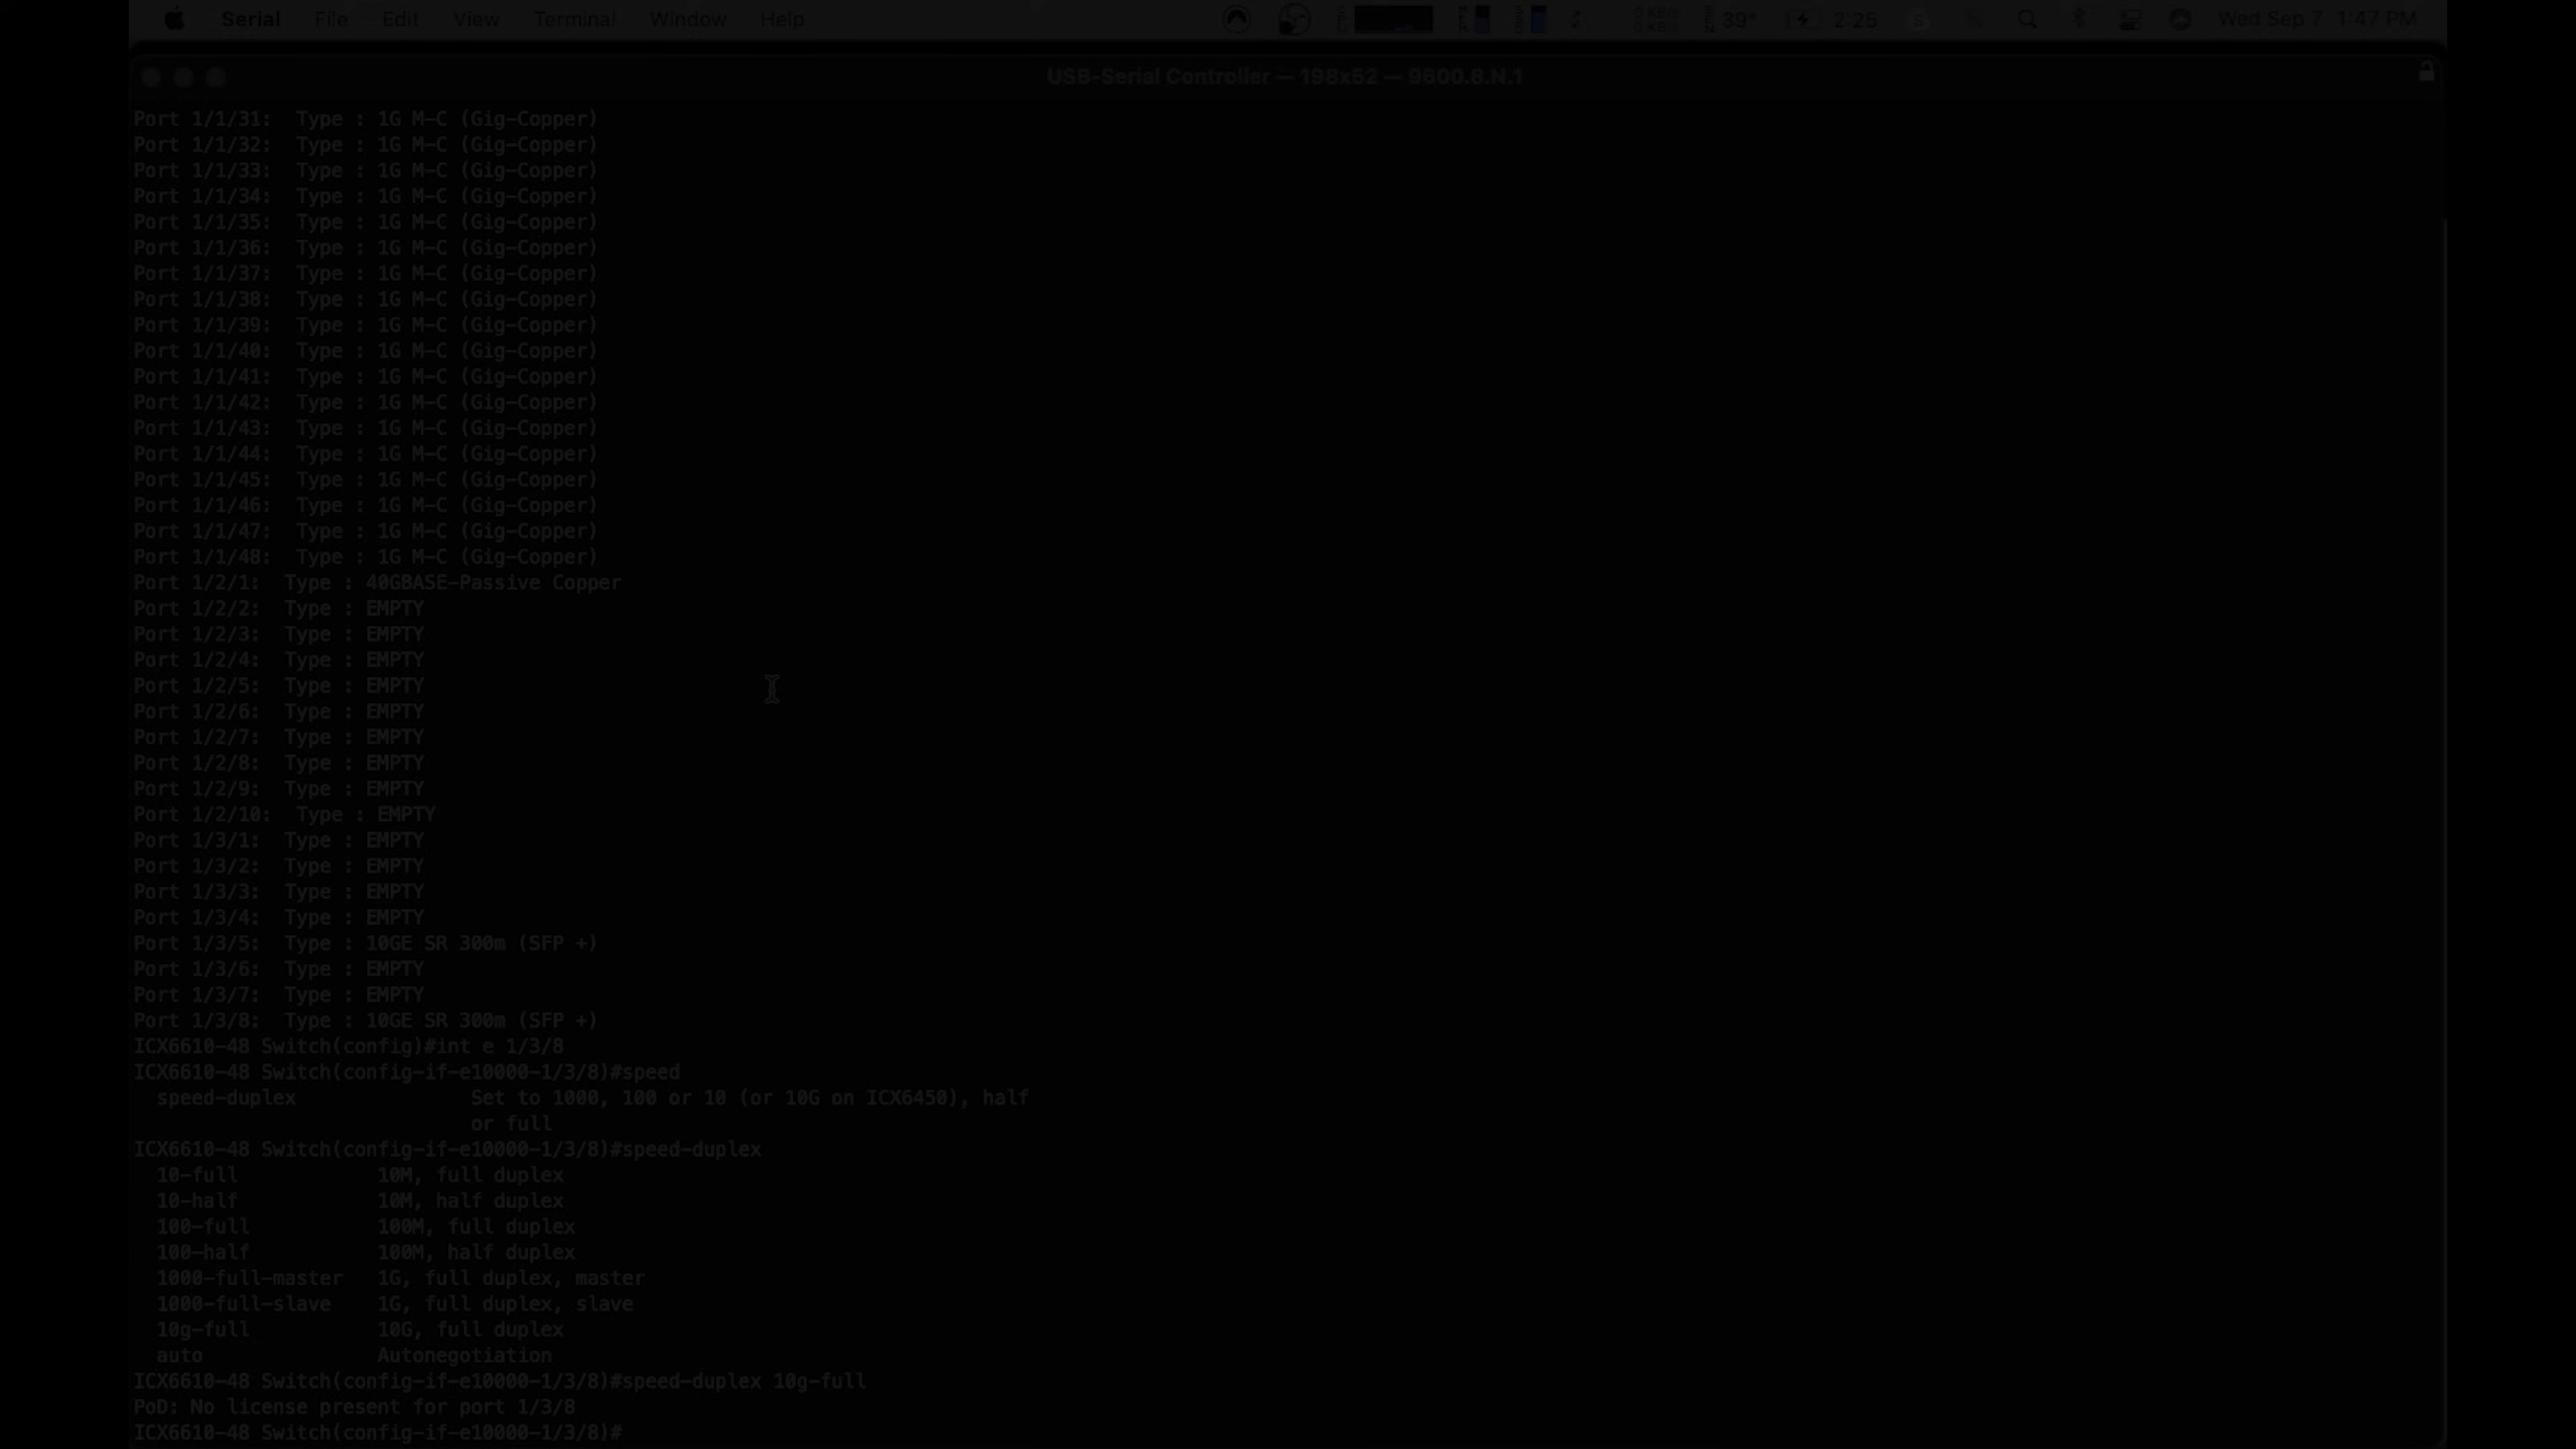 Serial File Edit View Terminal Window Help 39° 2:25 Wed Sep 7 1:47 PM
USB-Serial Controller — 198x52 — 9600.8.N.1
Port 1/1/31:  Type : 1G M-C (Gig-Copper)
Port 1/1/32:  Type : 1G M-C (Gig-Copper)
Port 1/1/33:  Type : 1G M-C (Gig-Copper)
Port 1/1/34:  Type : 1G M-C (Gig-Copper)
Port 1/1/35:  Type : 1G M-C (Gig-Copper)
Port 1/1/36:  Type : 1G M-C (Gig-Copper)
Port 1/1/37:  Type : 1G M-C (Gig-Copper)
Port 1/1/38:  Type : 1G M-C (Gig-Copper)
Port 1/1/39:  Type : 1G M-C (Gig-Copper)
Port 1/1/40:  Type : 1G M-C (Gig-Copper)
Port 1/1/41:  Type : 1G M-C (Gig-Copper)
Port 1/1/42:  Type : 1G M-C (Gig-Copper)
Port 1/1/43:  Type : 1G M-C (Gig-Copper)
Port 1/1/44:  Type : 1G M-C (Gig-Copper)
Port 1/1/45:  Type : 1G M-C (Gig-Copper)
Port 1/1/46:  Type : 1G M-C (Gig-Copper)
Port 1/1/47:  Type : 1G M-C (Gig-Copper)
Port 1/1/48:  Type : 1G M-C (Gig-Copper)
Port 1/2/1:  Type : 40GBASE-Passive Copper
Port 1/2/2:  Type : EMPTY
Port 1/2/3:  Type : EMPTY
Port 1/2/4:  Type : EMPTY
Port 1/2/5:  Type : EMPTY
Port 1/2/6:  Type : EMPTY
Port 1/2/7:  Type : EMPTY
Port 1/2/8:  Type : EMPTY
Port 1/2/9:  Type : EMPTY
Port 1/2/10:  Type : EMPTY
Port 1/3/1:  Type : EMPTY
Port 1/3/2:  Type : EMPTY
Port 1/3/3:  Type : EMPTY
Port 1/3/4:  Type : EMPTY
Port 1/3/5:  Type : 10GE SR 300m (SFP +)
Port 1/3/6:  Type : EMPTY
Port 1/3/7:  Type : EMPTY
Port 1/3/8:  Type : 10GE SR 300m (SFP +)
ICX6610-48 Switch(config)#int e 1/3/8
ICX6610-48 Switch(config-if-e10000-1/3/8)#speed
  speed-duplex               Set to 1000, 100 or 10 (or 10G on ICX6450), half
                             or full
ICX6610-48 Switch(config-if-e10000-1/3/8)#speed-duplex
  10-full            10M, full duplex
  10-half            10M, half duplex
  100-full           100M, full duplex
  100-half           100M, half duplex
  1000-full-master   1G, full duplex, master
  1000-full-slave    1G, full duplex, slave
  10g-full           10G, full duplex
  auto               Autonegotiation
ICX6610-48 Switch(config-if-e10000-1/3/8)#speed-duplex 10g-full
PoD: No license present for port 1/3/8
ICX6610-48 Switch(config-if-e10000-1/3/8)#